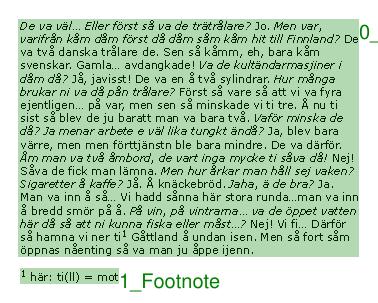 De va väl... Eller först så va de trätrålare? Jo. Men var,
varifrån kåm dåm först då dåm såm kåm hit till Finnland? De
va två danska trålare de. Sen så kåmm, eh, bara kåm
svenskar. Gamla... avdangkade! Va de kultändarmasjiner i
dåm då? Jå, javisst! De va en å två sylindrar. Hur många
brukar ni va då pån trålare? Först så vare så att vi va fyra
ejentligen... på var, men sen så minskade vi ti tre. Å nu ti
sist så blev de ju baratt man va bara två. Vaför minska de
då? Ja menar arbete e väl lika tungkt ändå? Ja, blev bara
värre, men men förttjänstn ble bara mindre. De va därför.
Åm man va två åmbord, de vart inga mycke ti såva då! Nej!
Såva de fick man lämna. Men hur årkar man håll sej vaken?
Sigaretter å kaffe? Jå. Å knäckebröd. Jaha, ä de bra? Ja.
Man va inn å så... Vi hadd sånna här stora runda...man va inn
å bredd smör på å. På vin, på vintrarna... va de öppet vatten
här då så att ni kunna fiska eller måst...? Nej! Vi fi... Därför
så hamna vi ner ti¹ Gåttland å undan isen. Men så fort såm
öppnas nåenting så va man ju åppe ijenn.
0_
¹ här: ti(ll) = mot
1_Footnote